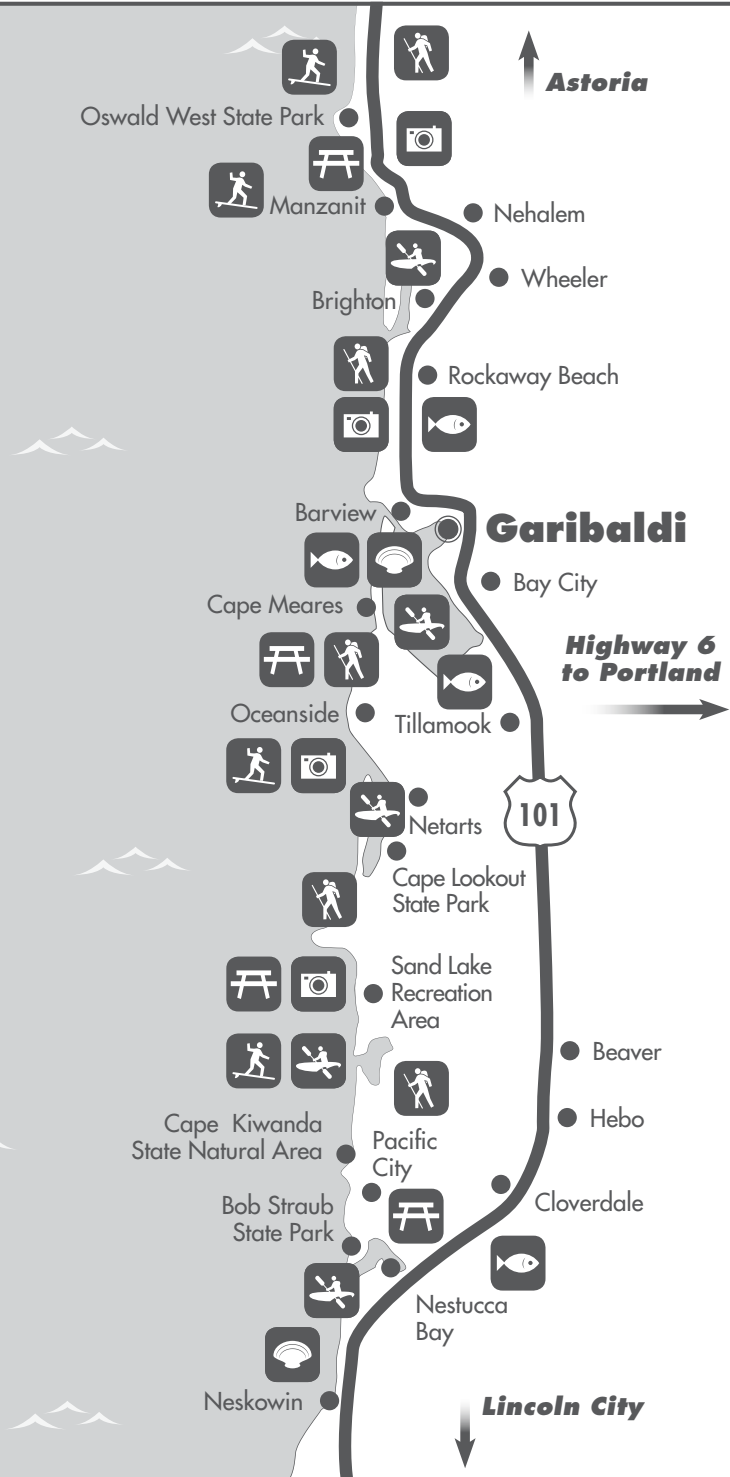 Astoria
Oswald West State Park
Manzanit
Nehalem
Wheeler
Brighton
Rockaway Beach
Barview
Garibaldi
Bay City
Cape Meares
Highway 6
to Portland
Oceanside
Tillamook
101
Netarts
Cape Lookout
State Park
Sand Lake
Recreation
Area
Beaver
Hebo
Cape Kiwanda
State Natural Area
Pacific
City
Cloverdale
Bob Straub
State Park
Nestucca
Bay
Neskowin
Lincoln City